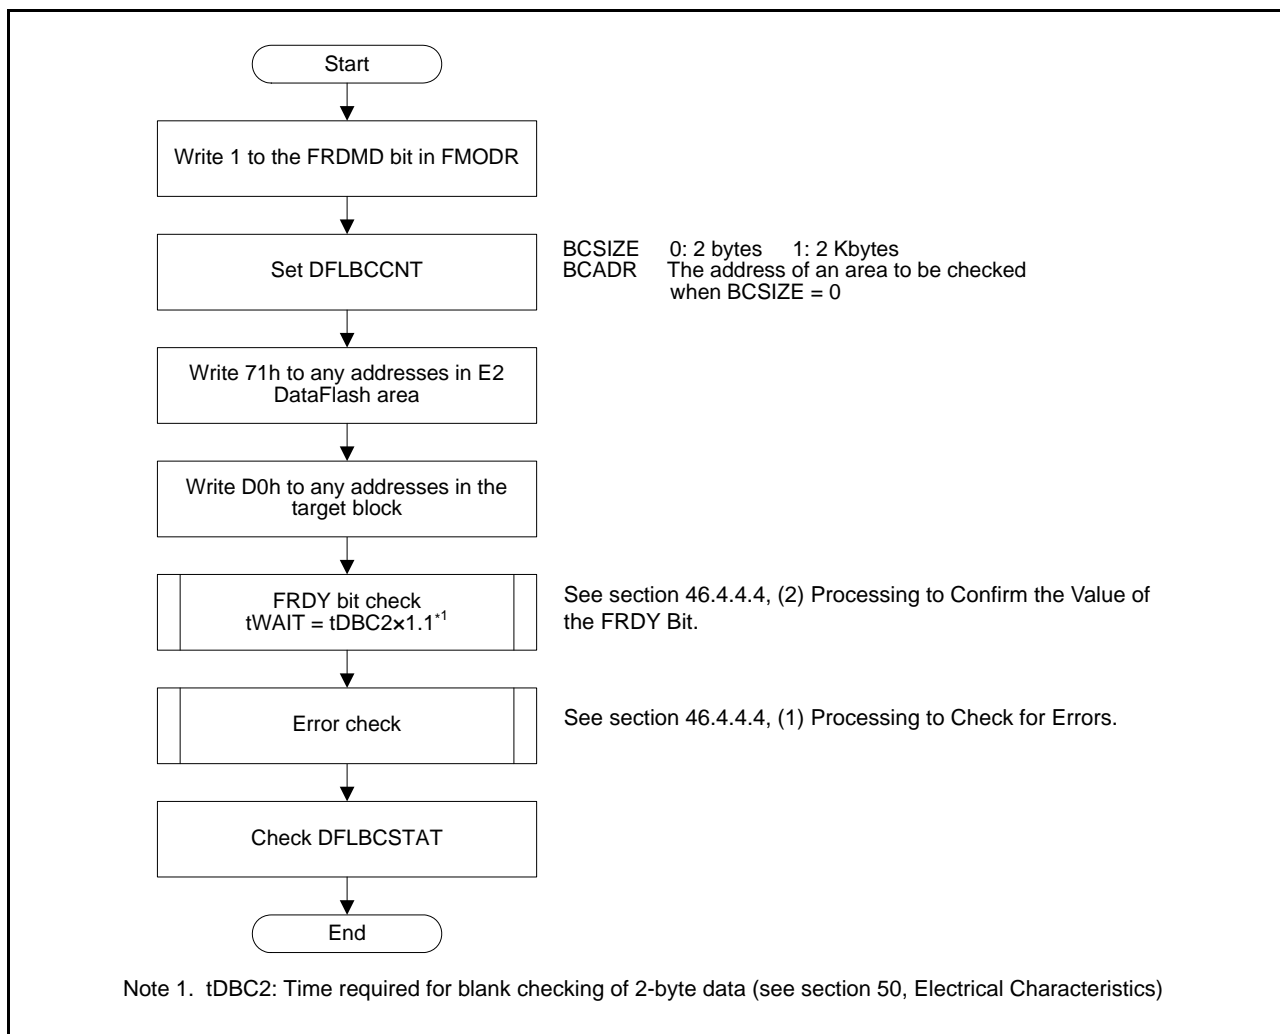 Start
Write 1 to the FRDMD bit in FMODR
Set DFLBCCNT
BCSIZE 0: 2 bytes 1: 2 Kbytes
BCADR The address of an area to be checked
when BCSIZE = 0
Write 71h to any addresses in E2
DataFlash area
Write D0h to any addresses in the
target block
FRDY bit check
tWAIT = tDBC2×1.1*1
See section 46.4.4.4, (2) Processing to Confirm the Value of
the FRDY Bit.
Error check
See section 46.4.4.4, (1) Processing to Check for Errors.
Check DFLBCSTAT
End
Note 1. tDBC2: Time required for blank checking of 2-byte data (see section 50, Electrical Characteristics)